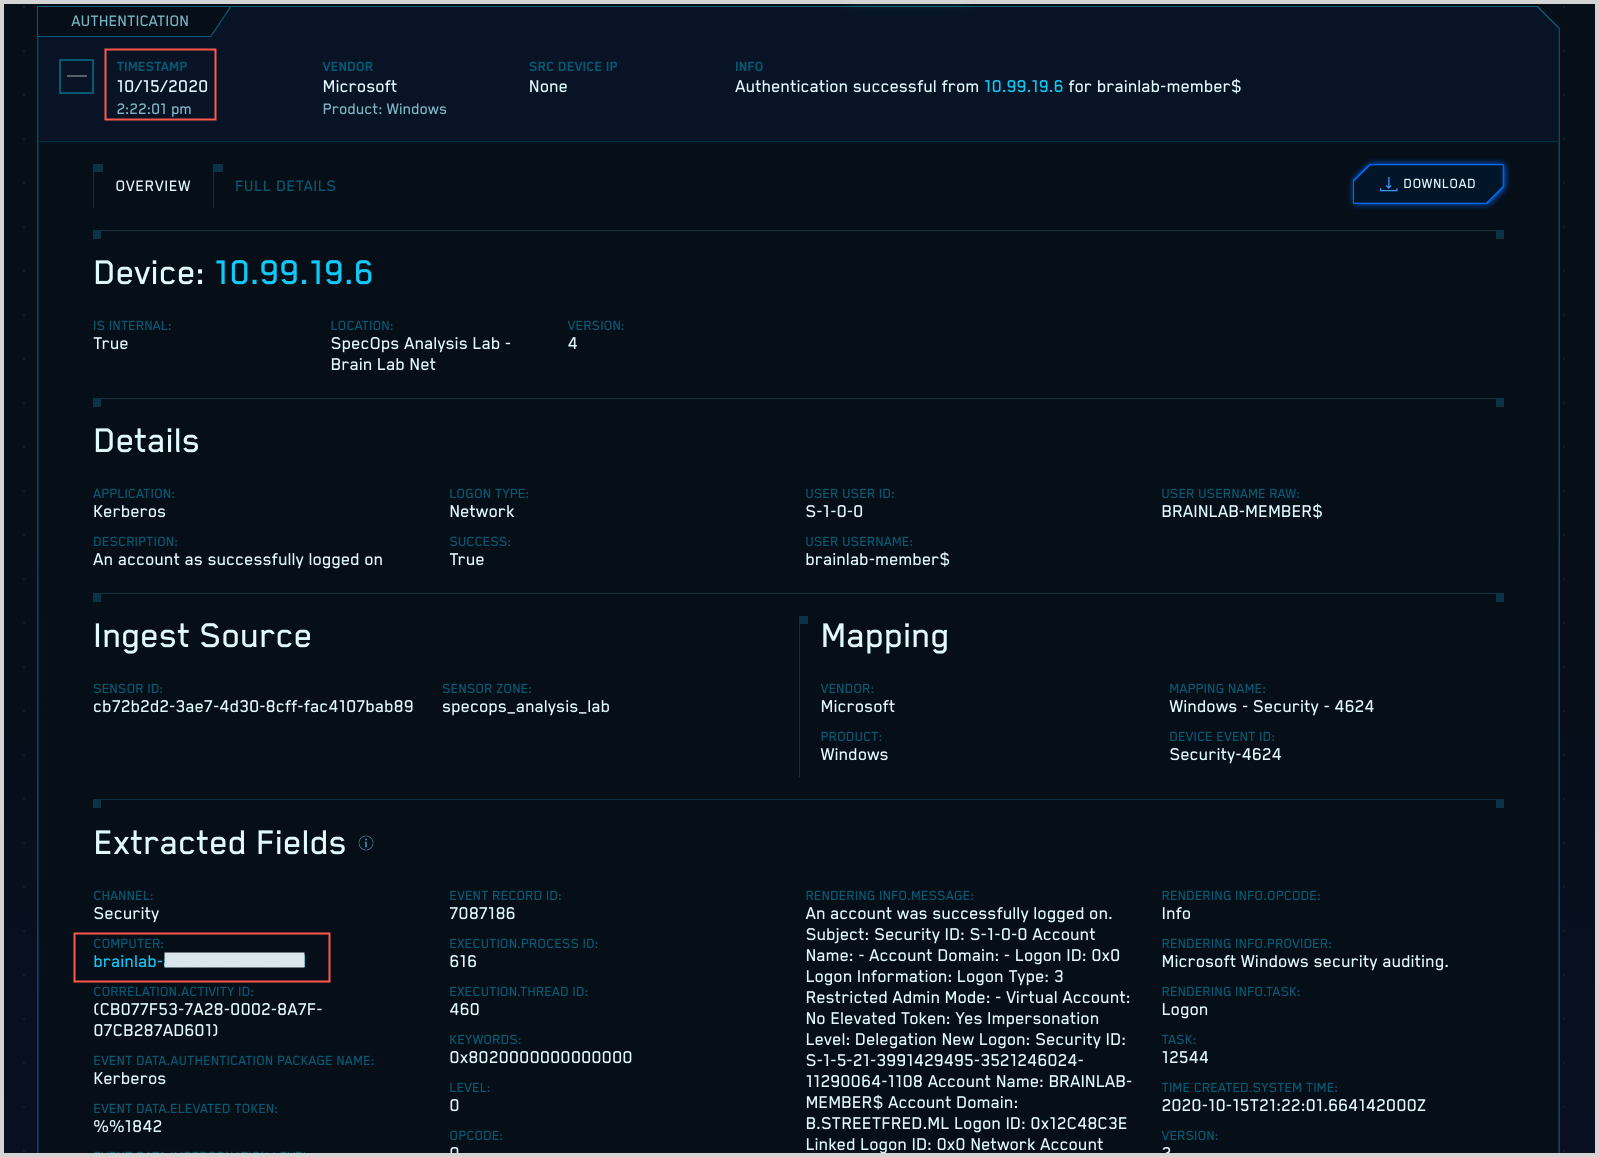 AUTHENTICATION
TIMESTAMP
10/15/2020
2:22:01 pm
VENDOR
Microsoft
Product: Windows
SRC DEVICE IP
None
INFO
Authentication successful from 10.99.19.6 for brainlab-member$
OVERVIEW
FULL DETAILS
DOWNLOAD
Device: 10.99.19.6
IS INTERNAL:
True
LOCATION:
SpecOps Analysis Lab -
Brain Lab Net
VERSION:
4
Details
APPLICATION:
Kerberos
LOGON TYPE:
Network
USER USER ID:
S-1-0-0
USER USERNAME RAW:
BRAINLAB-MEMBER$
DESCRIPTION:
An account as successfully logged on
SUCCESS:
True
USER USERNAME:
brainlab-member$
Ingest Source
SENSOR ID:
cb72b2d2-3ae7-4d30-8cff-fac4107bab89
SENSOR ZONE:
specops_analysis_lab
Mapping
VENDOR:
Microsoft
MAPPING NAME:
Windows - Security - 4624
PRODUCT:
Windows
DEVICE EVENT ID:
Security-4624
Extracted Fields
CHANNEL:
Security
COMPUTER:
brainlab-
CORRELATION.ACTIVITY ID:
{CB077F53-7A28-0002-8A7F-
07CB287AD601}
EVENT DATA.AUTHENTICATION PACKAGE NAME:
Kerberos
EVENT DATA.ELEVATED TOKEN:
%%1842
EVENT RECORD ID:
7087186
EXECUTION.PROCESS ID:
616
EXECUTION.THREAD ID:
460
KEYWORDS:
0x8020000000000000
LEVEL:
0
OPCODE:
0
RENDERING INFO.MESSAGE:
An account was successfully logged on.
Subject: Security ID: S-1-0-0 Account
Name: - Account Domain: - Logon ID: 0x0
Logon Information: Logon Type: 3
Restricted Admin Mode: - Virtual Account:
No Elevated Token: Yes Impersonation
Level: Delegation New Logon: Security ID:
S-1-5-21-3991429495-3521246024-
11290064-1108 Account Name: BRAINLAB-
MEMBER$ Account Domain:
B.STREETFRED.ML Logon ID: 0x12C48C3E
Linked Logon ID: 0x0 Network Account
RENDERING INFO.OPCODE:
Info
RENDERING INFO.PROVIDER:
Microsoft Windows security auditing.
RENDERING INFO.TASK:
Logon
TASK:
12544
TIME CREATED.SYSTEM TIME:
2020-10-15T21:22:01.664142000Z
VERSION: